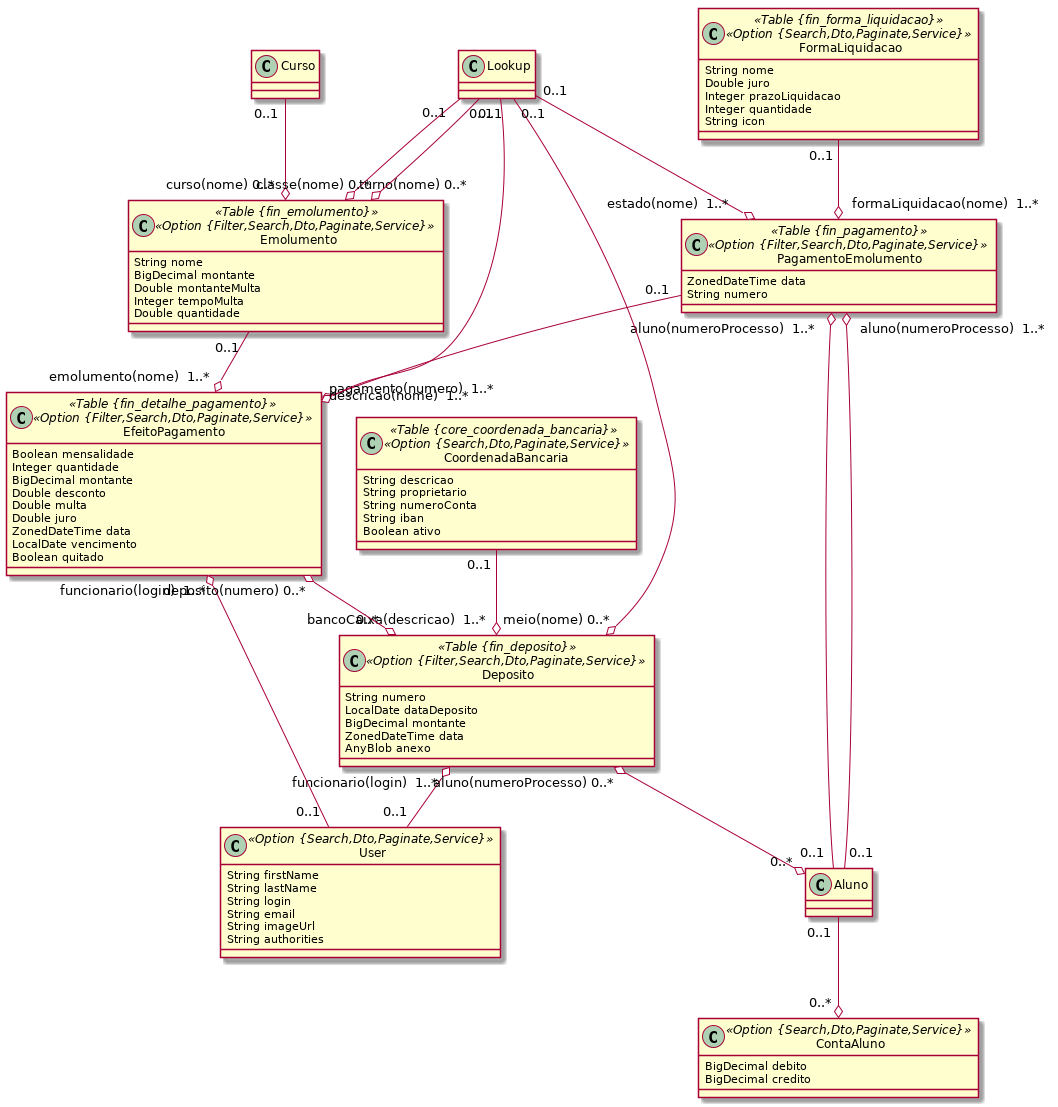 «Table {fin_forma_liquidacao}»
«Option {Search,Dto,Paginate,Service}»
C FormaLiquidacao
String nome
Double juro
Integer prazoLiquidacao
Integer quantidade
String icon
C Curso
C Lookup
0..1
0..1
0..1
0..1
0..1
0..1
0..1
curso(nome) 0..*
classe(nome) 0..*
turno(nome) 0..*
estado(nome) 1..*
formaLiquidacao(nome) 1..*
«Table {fin_emolumento}»
«Option {Filter,Search,Dto,Paginate,Service}»
C Emolumento
String nome
BigDecimal montante
Double montanteMulta
Integer tempoMulta
Double quantidade
«Table {fin_pagamento}»
«Option {Filter,Search,Dto,Paginate,Service}»
C PagamentoEmolumento
ZonedDateTime data
String numero
0..1
0..1
aluno(numeroProcesso) 1..*
aluno(numeroProcesso) 1..*
emolumento(nome) 1..*
pagamento(numero) 1..*
descricao(nome) 1..*
«Table {fin_detalhe_pagamento}»
«Option {Filter,Search,Dto,Paginate,Service}»
C EfeitoPagamento
Boolean mensalidade
Integer quantidade
BigDecimal montante
Double desconto
Double multa
Double juro
ZonedDateTime data
LocalDate vencimento
Boolean quitado
«Table {core_coordenada_bancaria}»
«Option {Search,Dto,Paginate,Service}»
C CoordenadaBancaria
String descricao
String proprietario
String numeroConta
String iban
Boolean ativo
0..1
funcionario(login) 1..*
deposito(numero) 0..*
bancoCaixa(descricao) 1..*
0..*
meio(nome) 0..*
«Table {fin_deposito}»
«Option {Filter,Search,Dto,Paginate,Service}»
C Deposito
String numero
LocalDate dataDeposito
BigDecimal montante
ZonedDateTime data
AnyBlob anexo
funcionario(login) 1..*
aluno(numeroProcesso) 0..*
0..1
0..1
«Option {Search,Dto,Paginate,Service}»
C User
String firstName
String lastName
String login
String email
String imageUrl
String authorities
0..*
0..1
0..1
C Aluno
0..1
0..*
«Option {Search,Dto,Paginate,Service}»
C ContaAluno
BigDecimal debito
BigDecimal credito